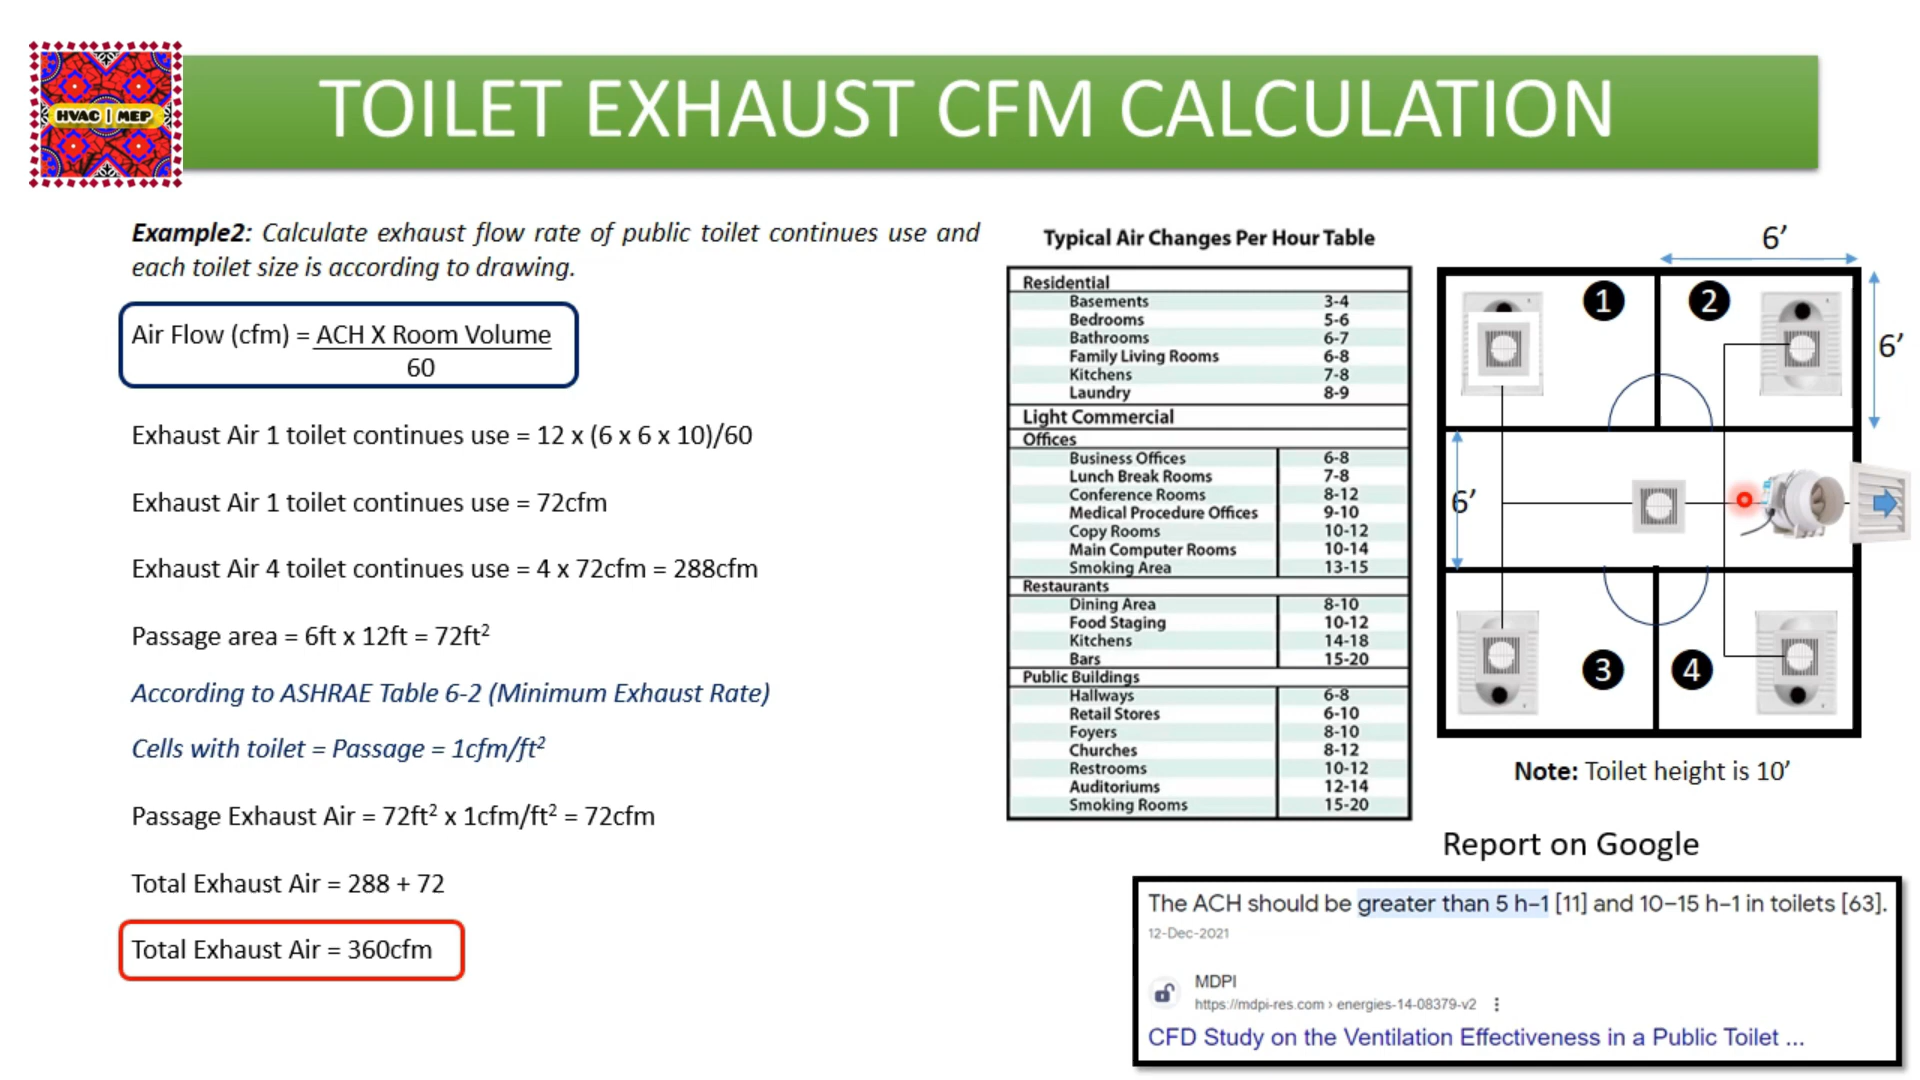 HVAC | MEP
TOILET EXHAUST CFM CALCULATION
Example2: Calculate exhaust flow rate of public toilet continues use and
each toilet size is according to drawing.
Air Flow (cfm) = ACH X Room Volume
60
Exhaust Air 1 toilet continues use = 12 x (6 x 6 x 10)/60
Exhaust Air 1 toilet continues use = 72cfm
Exhaust Air 4 toilet continues use = 4 x 72cfm = 288cfm
Passage area = 6ft x 12ft = 72ft²
According to ASHRAE Table 6-2 (Minimum Exhaust Rate)
Cells with toilet = Passage = 1cfm/ft²
Passage Exhaust Air = 72ft² x 1cfm/ft² = 72cfm
Total Exhaust Air = 288 + 72
Total Exhaust Air = 360cfm
Typical Air Changes Per Hour Table
Residential
Basements 3-4
Bedrooms 5-6
Bathrooms 6-7
Family Living Rooms 6-8
Kitchens 7-8
Laundry 8-9
Light Commercial
Offices
Business Offices 6-8
Lunch Break Rooms 7-8
Conference Rooms 8-12
Medical Procedure Offices 9-10
Copy Rooms 10-12
Main Computer Rooms 10-14
Smoking Area 13-15
Restaurants
Dining Area 8-10
Food Staging 10-12
Kitchens 14-18
Bars 15-20
Public Buildings
Hallways 6-8
Retail Stores 6-10
Foyers 8-10
Churches 8-12
Restrooms 10-12
Auditoriums 12-14
Smoking Rooms 15-20
6’
1 2
6’
6’
3 4
Note: Toilet height is 10’
Report on Google
The ACH should be greater than 5 h–1 [11] and 10–15 h–1 in toilets [63].
12-Dec-2021
MDPI
https://mdpi-res.com › energies-14-08379-v2
CFD Study on the Ventilation Effectiveness in a Public Toilet ...